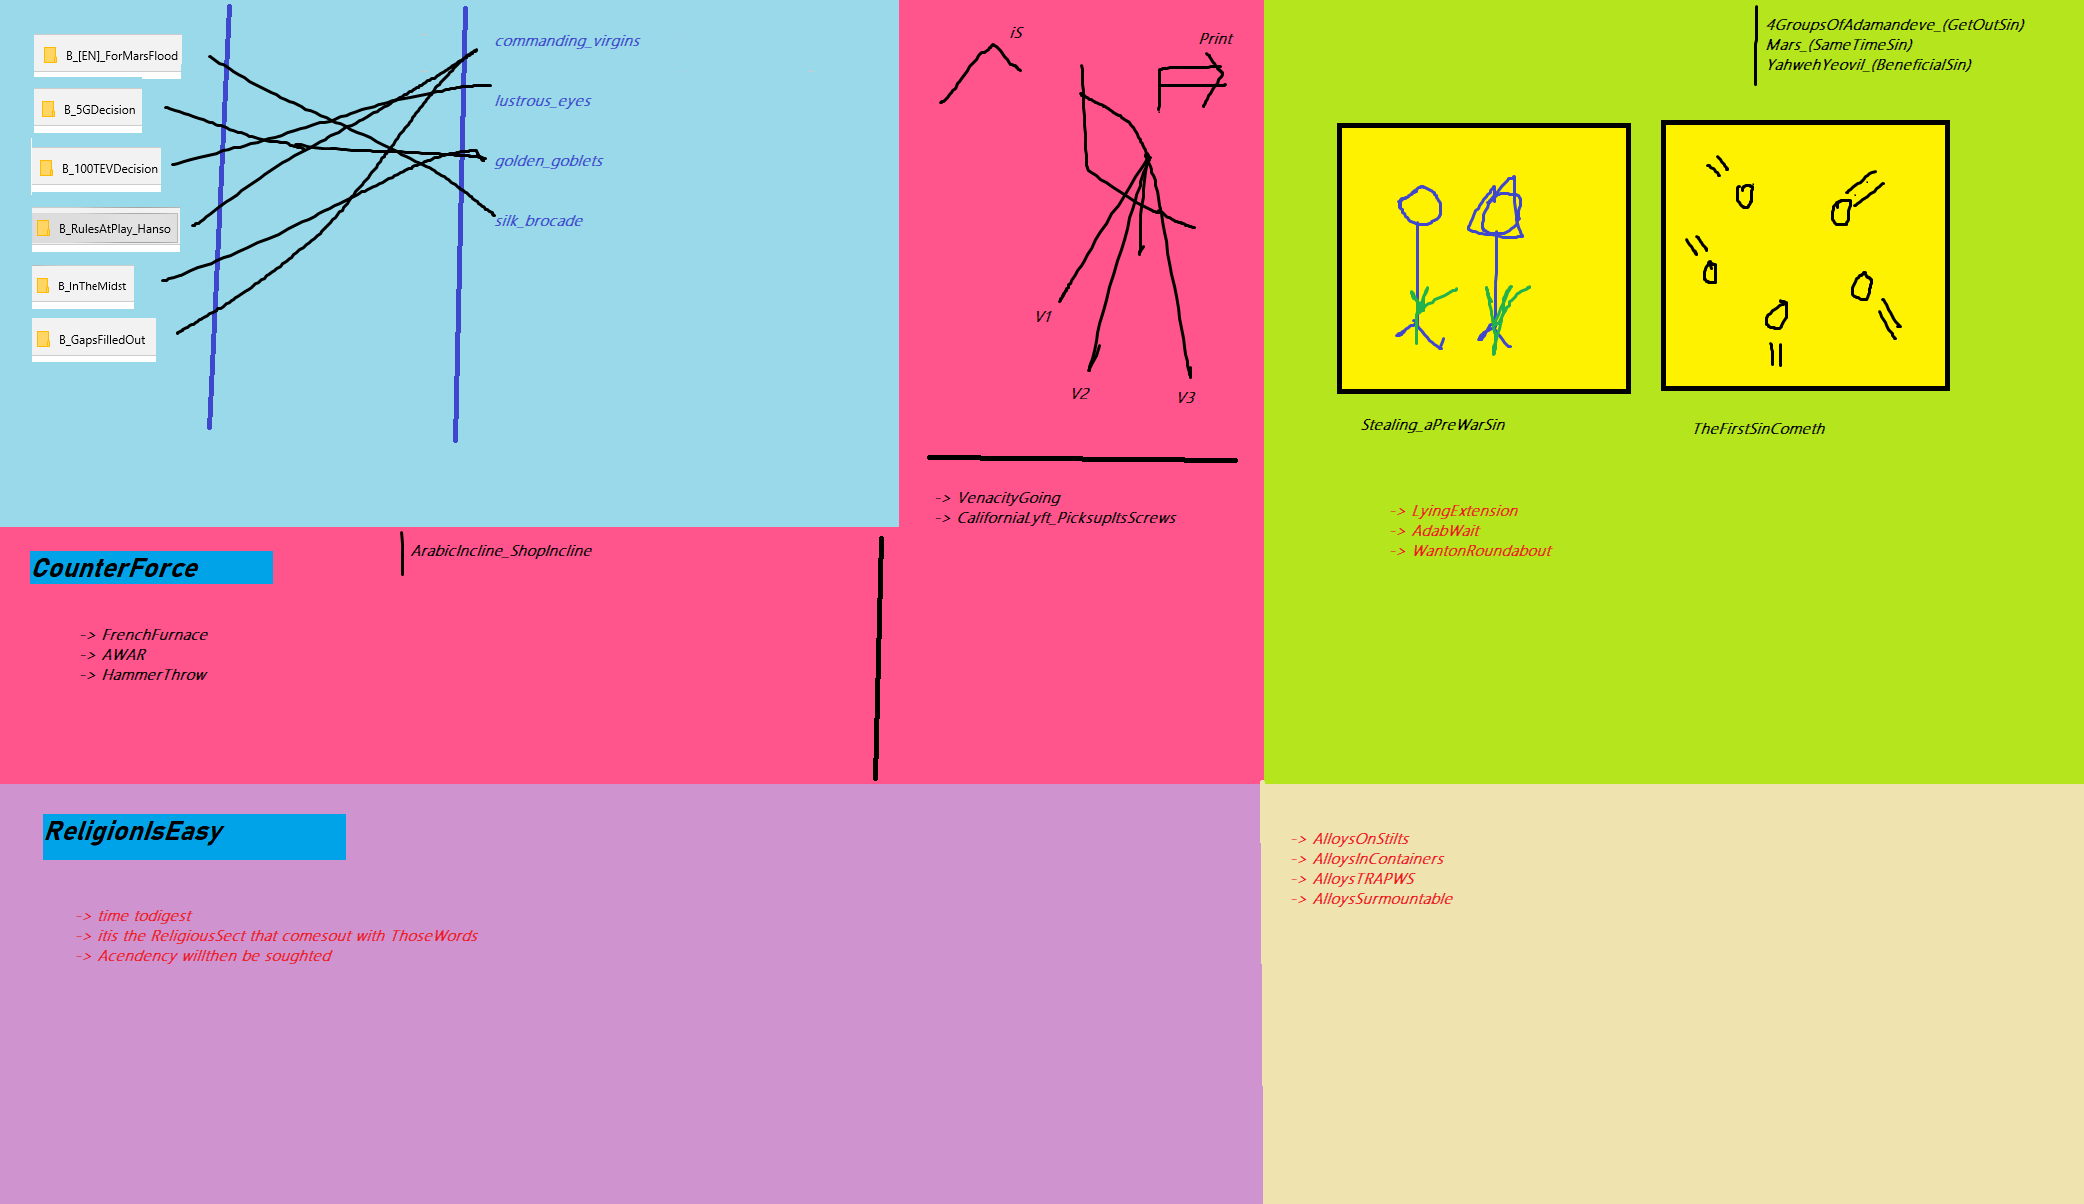 B_[EN]_ForMarsFlood
B_5GDecision
B_100TEVDecision
B_RulesAtPlay_Hanso
B_InTheMidst
B_GapsFilledOut
commanding_virgins
lustrous_eyes
golden_goblets
silk_brocade
iS
Print
V1
V2
V3
-> VenacityGoing
-> CaliforniaLyft_PicksupItsScrews
4GroupsOfAdamandeve_(GetOutSin)
Mars_(SameTimeSin)
YahwehYeovil_(BeneficialSin)
Stealing_aPreWarSin
TheFirstSinCometh
-> LyingExtension
-> AdabWait
-> WantonRoundabout
CounterForce
ArabicIncline_ShopIncline
-> FrenchFurnace
-> AWAR
-> HammerThrow
ReligionIsEasy
-> time todigest
-> itis the ReligiousSect that comesout with ThoseWords
-> Acendency willthen be soughted
-> AlloysOnStilts
-> AlloysInContainers
-> AlloysTRAPWS
-> AlloysSurmountable